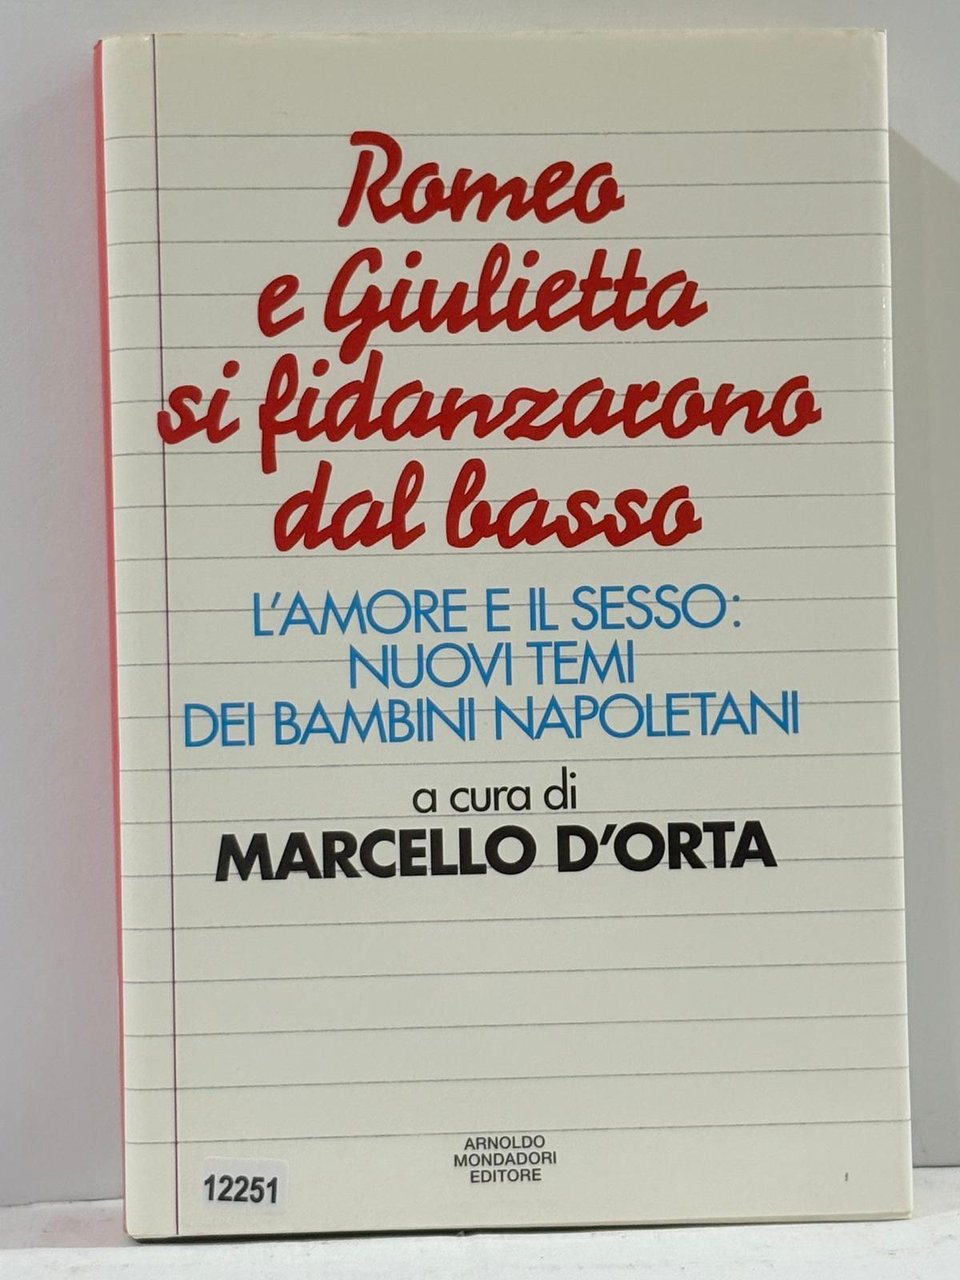 Romeo
e Giulietta
si fidanzarono
dal basso
L'AMORE E IL SESSO:
NUOVI TEMI
DEI BAMBINI NAPOLETANI
a cura di
MARCELLO D'ORTA
ARNOLDO
MONDADORI
EDITORE
12251